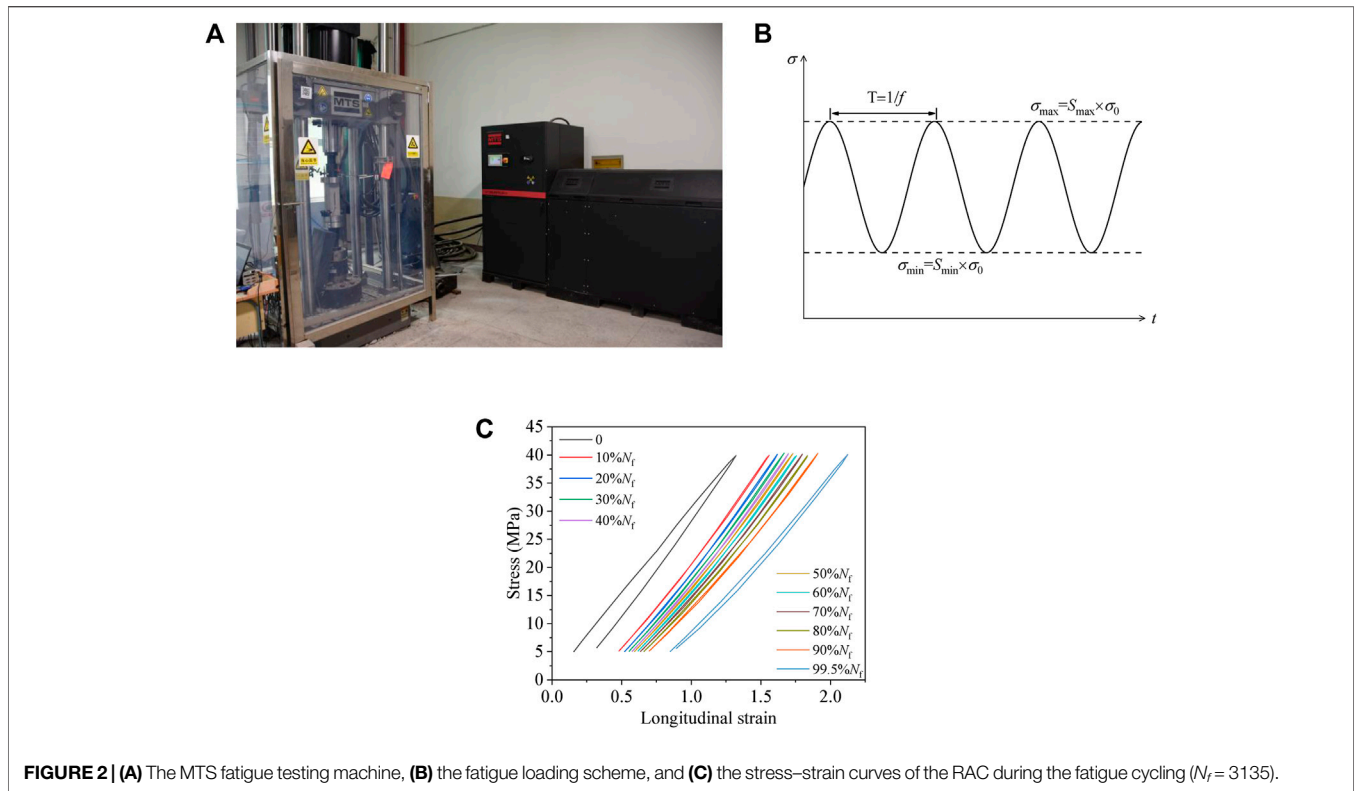 A
MTS
MTS
B
σ
T=1/f
σmax=Smax×σ0
σmin=Smin×σ0
t
C
45
40
35
30
25
20
15
10
5
0
Stress (MPa)
0
10%Nf
20%Nf
30%Nf
40%Nf
50%Nf
60%Nf
70%Nf
80%Nf
90%Nf
99.5%Nf
0.0 0.5 1.0 1.5 2.0
Longitudinal strain
FIGURE 2 | (A) The MTS fatigue testing machine, (B) the fatigue loading scheme, and (C) the stress–strain curves of the RAC during the fatigue cycling (Nf = 3135).